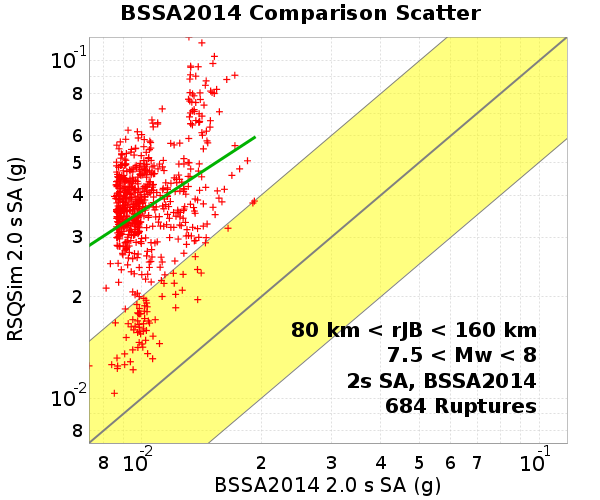 BSSA2014 Comparison Scatter
RSQSim 2.0 s SA (g)
10⁻¹
8
6
5
4
3
2
10⁻²
8
80 km < rJB < 160 km
7.5 < Mw < 8
2s SA, BSSA2014
684 Ruptures
8 10⁻² 2 3 4 5 6 7 10⁻¹
BSSA2014 2.0 s SA (g)